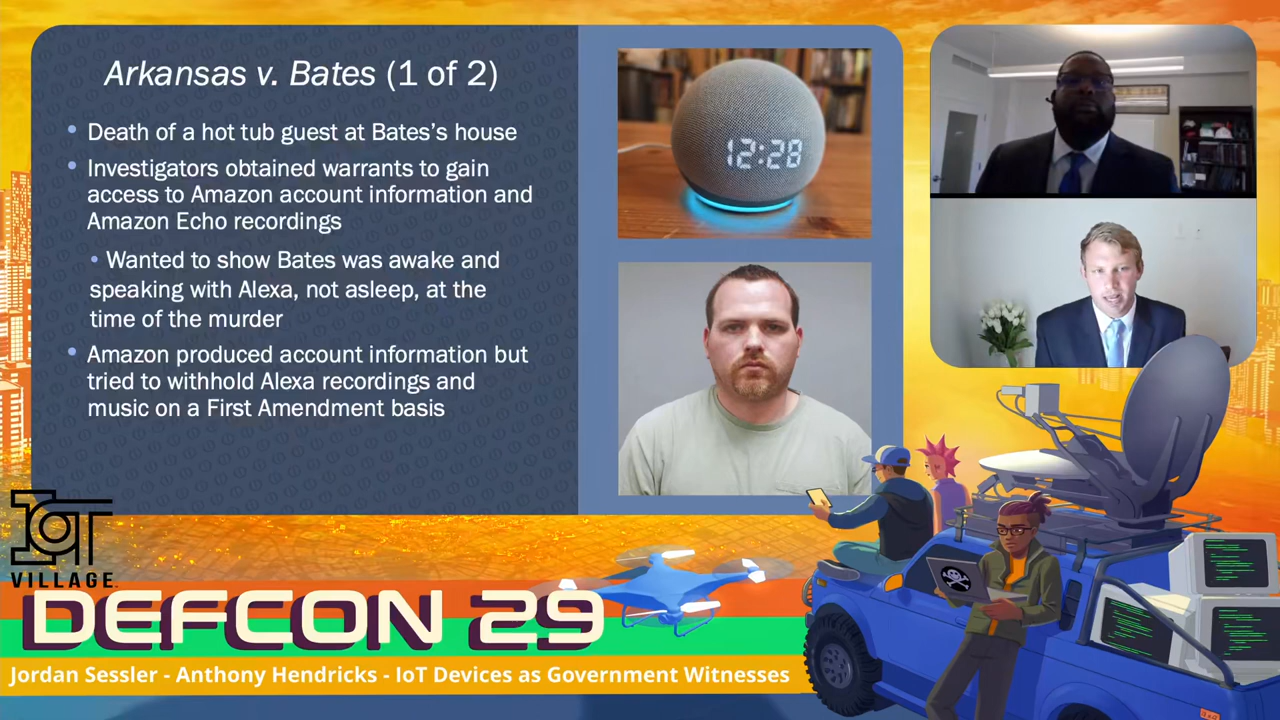 Arkansas v. Bates (1 of 2)
• Death of a hot tub guest at Bates's house
• Investigators obtained warrants to gain
access to Amazon account information and
Amazon Echo recordings
• Wanted to show Bates was awake and
speaking with Alexa, not asleep, at the
time of the murder
• Amazon produced account information but
tried to withhold Alexa recordings and
music on a First Amendment basis
12:28
IoT
VILLAGE
DEFCON 29
Jordan Sessler - Anthony Hendricks - IoT Devices as Government Witnesses